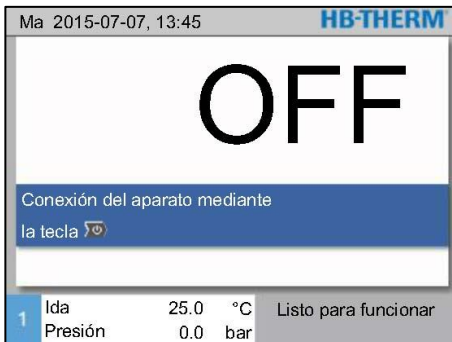 Ma 2015-07-07, 13:45 HB-THERM
OFF
Conexión del aparato mediante
la tecla
1
Ida 25.0 °C Listo para funcionar
Presión 0.0 bar